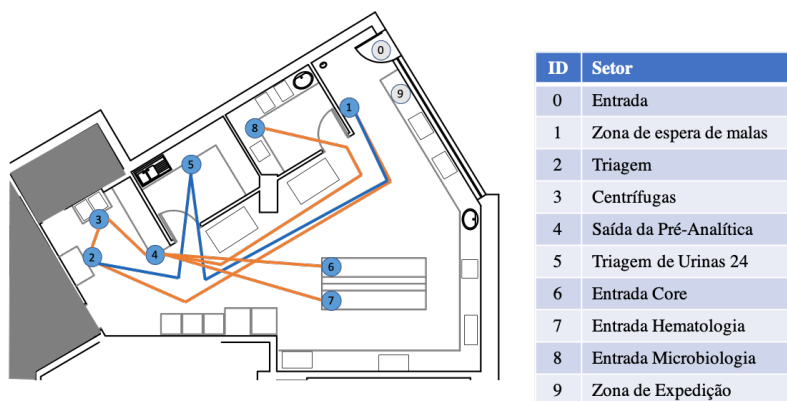 0
9
1
8
5
3
4
2
6
7
ID Setor
0 Entrada
1 Zona de espera de malas
2 Triagem
3 Centrífugas
4 Saída da Pré-Analítica
5 Triagem de Urinas 24
6 Entrada Core
7 Entrada Hematologia
8 Entrada Microbiologia
9 Zona de Expedição